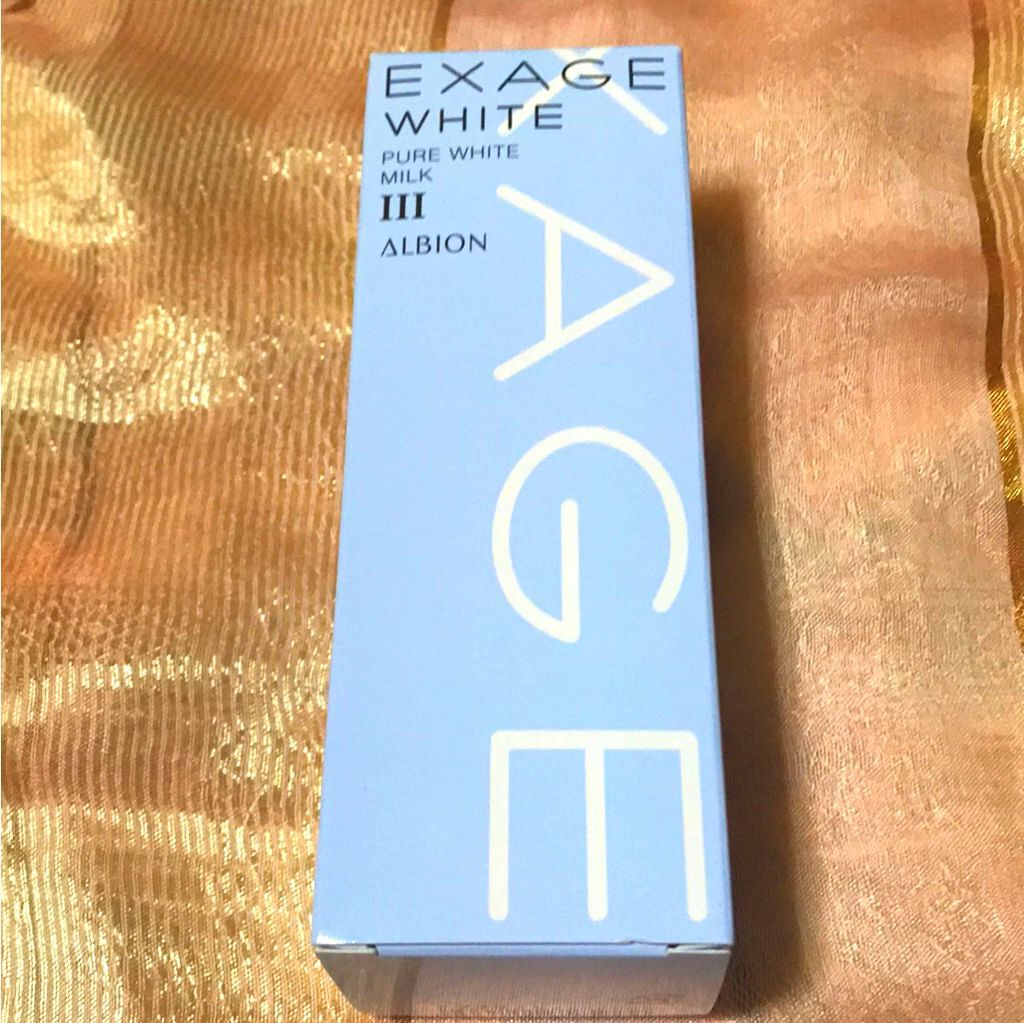 EXAGE
WHITE
PURE WHITE
MILK
III
ALBION
XAGE